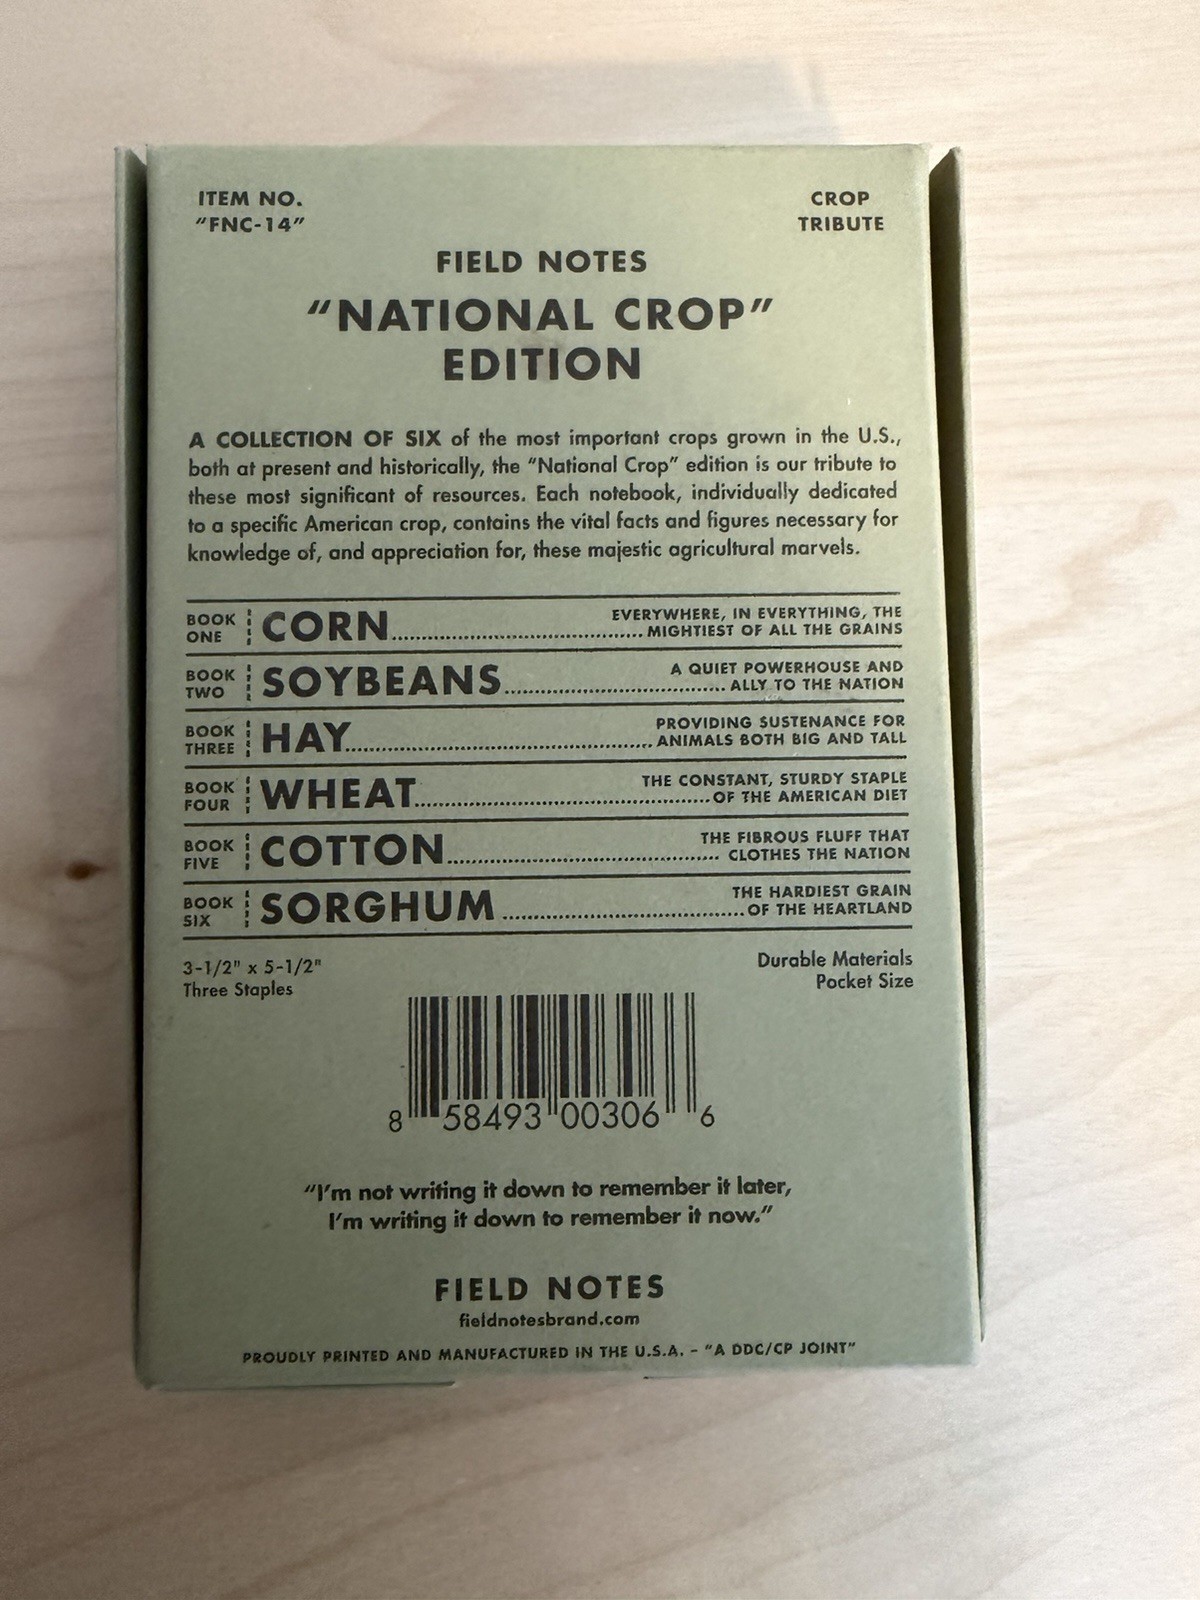 ITEM NO.
"FNC-14"
CROP
TRIBUTE
FIELD NOTES
"NATIONAL CROP"
EDITION
A COLLECTION OF SIX of the most important crops grown in the U.S.,
both at present and historically, the "National Crop" edition is our tribute to
these most significant of resources. Each notebook, individually dedicated
to a specific American crop, contains the vital facts and figures necessary for
knowledge of, and appreciation for, these majestic agricultural marvels.
BOOK
ONE
CORN
EVERYWHERE, IN EVERYTHING, THE
MIGHTIEST OF ALL THE GRAINS
BOOK
TWO
SOYBEANS
A QUIET POWERHOUSE AND
ALLY TO THE NATION
BOOK
THREE
HAY
PROVIDING SUSTENANCE FOR
ANIMALS BOTH BIG AND TALL
BOOK
FOUR
WHEAT
THE CONSTANT, STURDY STAPLE
OF THE AMERICAN DIET
BOOK
FIVE
COTTON
THE FIBROUS FLUFF THAT
CLOTHES THE NATION
BOOK
SIX
SORGHUM
THE HARDIEST GRAIN
OF THE HEARTLAND
3-1/2" x 5-1/2"
Three Staples
Durable Materials
Pocket Size
8 58493 00306 6
"I'm not writing it down to remember it later,
I'm writing it down to remember it now."
FIELD NOTES
fieldnotesbrand.com
PROUDLY PRINTED AND MANUFACTURED IN THE U.S.A. - "A DDC/CP JOINT"